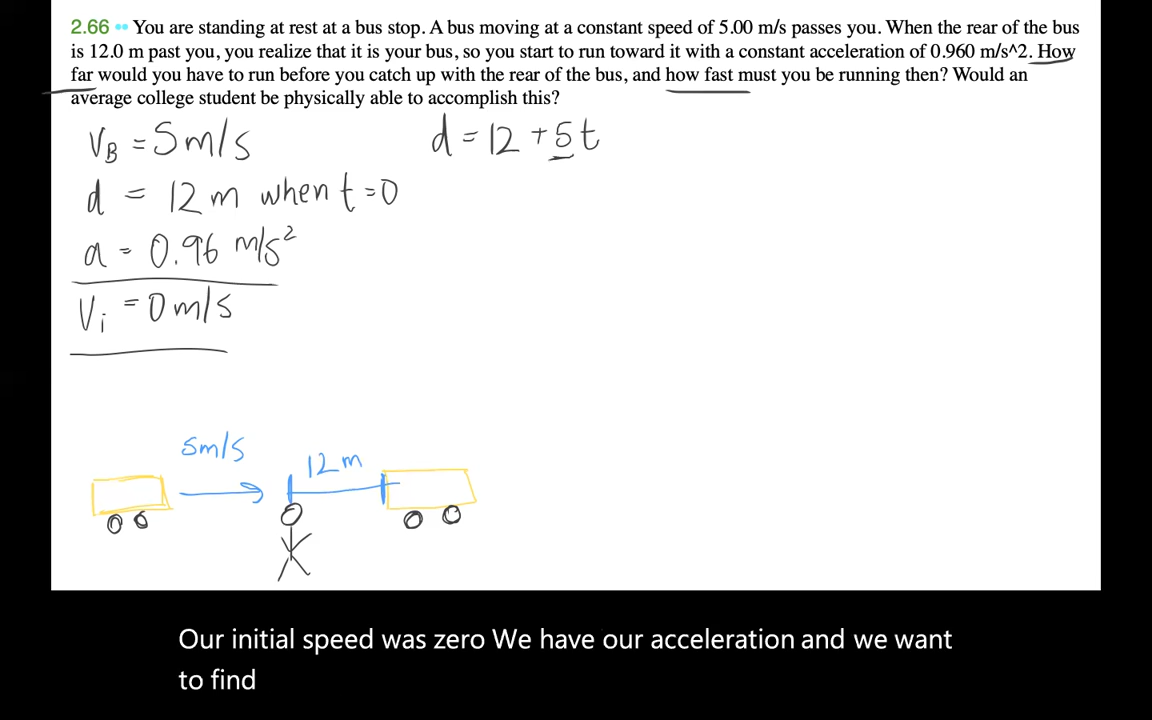 2.66 •• You are standing at rest at a bus stop. A bus moving at a constant speed of 5.00 m/s passes you. When the rear of the bus
is 12.0 m past you, you realize that it is your bus, so you start to run toward it with a constant acceleration of 0.960 m/s^2. How
far would you have to run before you catch up with the rear of the bus, and how fast must you be running then? Would an
average college student be physically able to accomplish this?
V_B = 5 m/s
d = 12 + 5t
d = 12 m when t = 0
a = 0.96 m/s²
V_i = 0 m/s
5m/s
12 m
Our initial speed was zero We have our acceleration and we want
to find